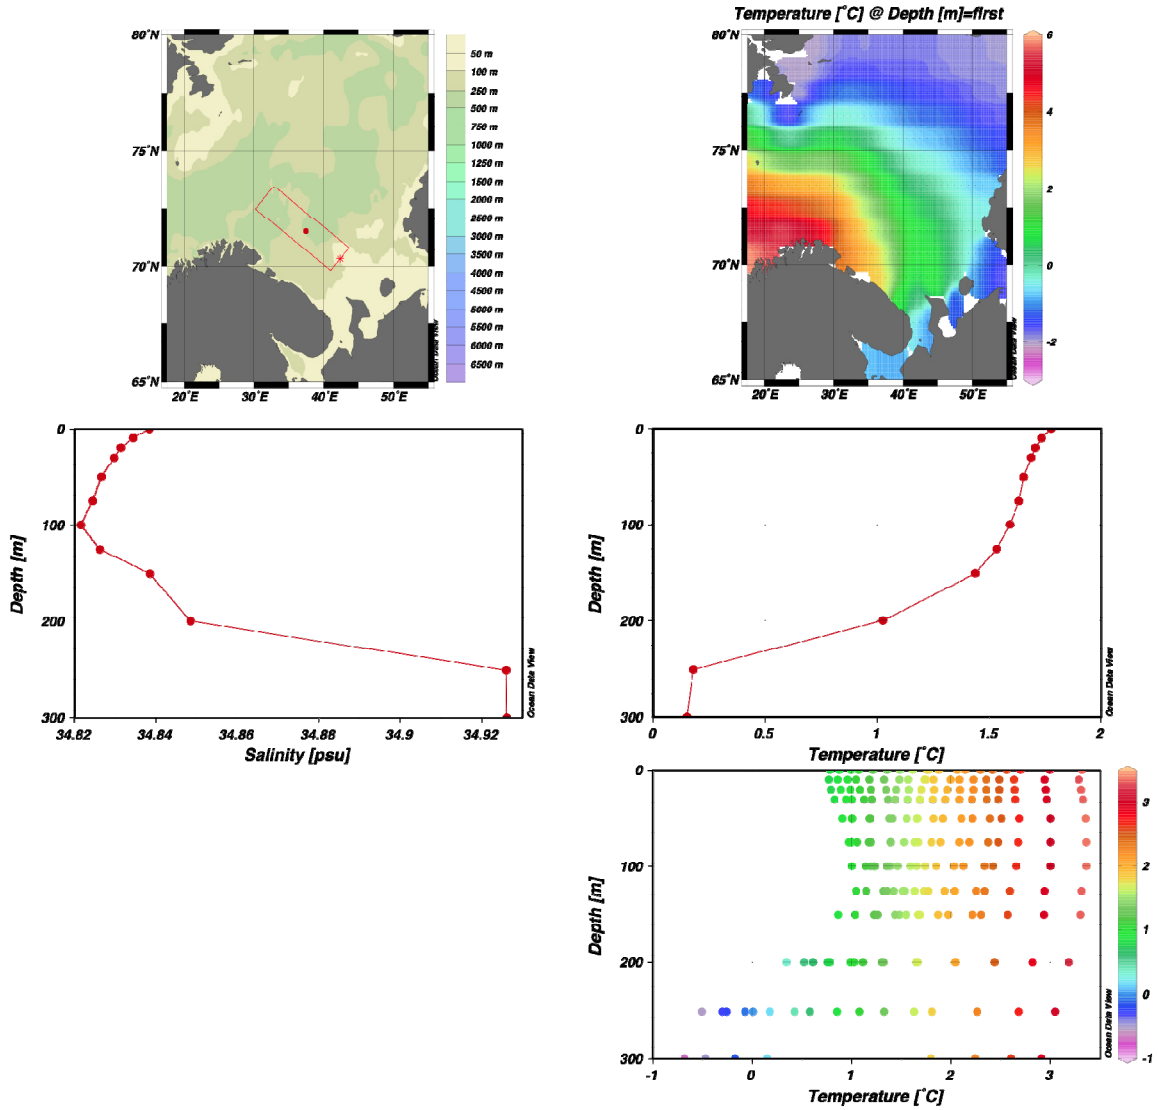 Temperature [˚C] @ Depth [m]=first
80˚N
75˚N
70˚N
65˚N
20˚E
30˚E
40˚E
50˚E
50 m
100 m
250 m
500 m
750 m
1000 m
1250 m
1500 m
2000 m
2500 m
3000 m
3500 m
4000 m
4500 m
5000 m
5500 m
6000 m
6500 m
Ocean Data View
80˚N
75˚N
70˚N
65˚N
20˚E
30˚E
40˚E
50˚E
6
4
2
0
-2
Ocean Data View
0
100
200
300
Depth [m]
34.82
34.84
34.86
34.88
34.9
34.92
Salinity [psu]
Ocean Data View
0
100
200
300
Depth [m]
0
0.5
1
1.5
2
Temperature [˚C]
Ocean Data View
0
100
200
300
Depth [m]
-1
0
1
2
3
Temperature [˚C]
Ocean Data View
3
2
1
0
-1